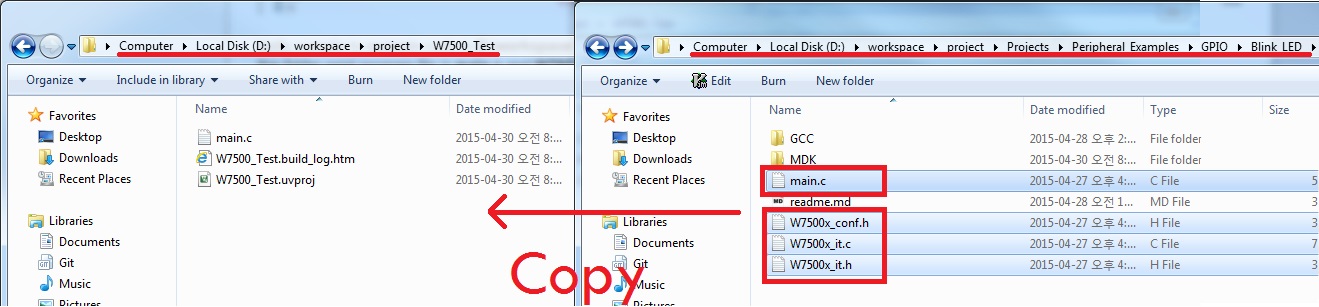 Computer ▸ Local Disk (D:) ▸ workspace ▸ project ▸ W7500_Test
Organize Include in library Share with Burn New folder
Favorites
Desktop
Downloads
Recent Places
Libraries
Documents
Git
Music
Pictures
Name Date modified
main.c 2015-04-30 오전 8:...
W7500_Test.build_log.htm 2015-04-30 오전 8:...
W7500_Test.uvproj 2015-04-30 오전 8:...
Computer ▸ Local Disk (D:) ▸ workspace ▸ project ▸ Projects ▸ Peripheral_Examples ▸ GPIO ▸ Blink_LED ▸
Organize Edit Burn New folder
Favorites
Desktop
Downloads
Recent Places
Libraries
Documents
Git
Music
Pictures
Name Date modified Type Size
GCC 2015-04-28 오후 2:... File folder
MDK 2015-04-30 오전 8:... File folder
main.c 2015-04-27 오후 4:... C File 5
readme.md 2015-04-28 오전 1... MD File 3
W7500x_conf.h 2015-04-27 오후 4:... H File 3
W7500x_it.c 2015-04-27 오후 4:... C File 7
W7500x_it.h 2015-04-27 오후 4:... H File 3
Copy